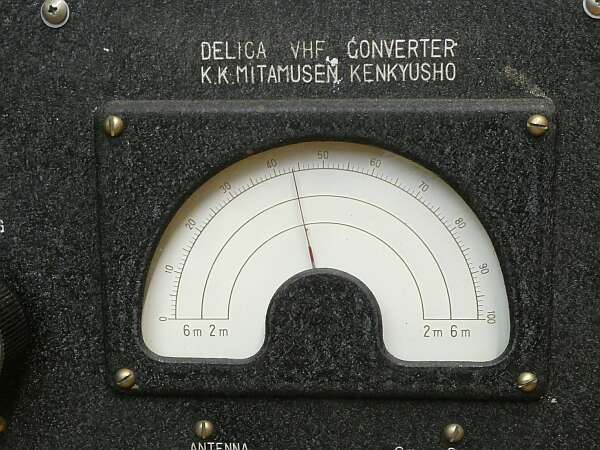 DELICA VHF CONVERTER
K.K.MITAMUSEN KENKYUSHO
0 10 20 30 40 50 60 70 80 90 100
6m 2m 2m 6m
ANTENNA